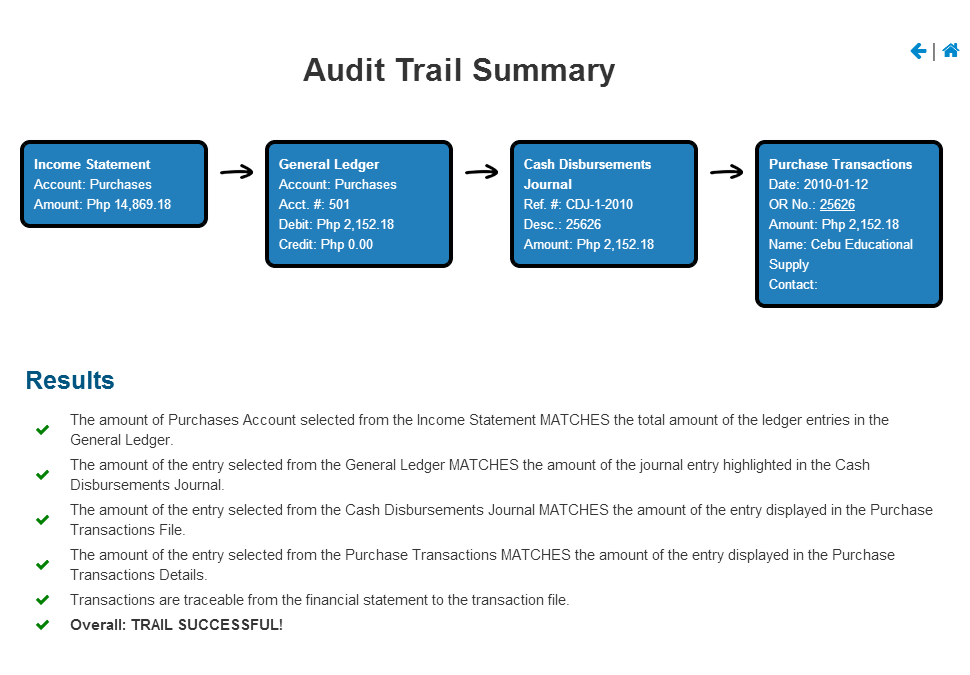 Audit Trail Summary
Income Statement
Account: Purchases
Amount: Php 14,869.18
General Ledger
Account: Purchases
Acct. #: 501
Debit: Php 2,152.18
Credit: Php 0.00
Cash Disbursements
Journal
Ref. #: CDJ-1-2010
Desc.: 25626
Amount: Php 2,152.18
Purchase Transactions
Date: 2010-01-12
OR No.: 25626
Amount: Php 2,152.18
Name: Cebu Educational
Supply
Contact:
Results
The amount of Purchases Account selected from the Income Statement MATCHES the total amount of the ledger entries in the
General Ledger.
The amount of the entry selected from the General Ledger MATCHES the amount of the journal entry highlighted in the Cash
Disbursements Journal.
The amount of the entry selected from the Cash Disbursements Journal MATCHES the amount of the entry displayed in the Purchase
Transactions File.
The amount of the entry selected from the Purchase Transactions MATCHES the amount of the entry displayed in the Purchase
Transactions Details.
Transactions are traceable from the financial statement to the transaction file.
Overall: TRAIL SUCCESSFUL!